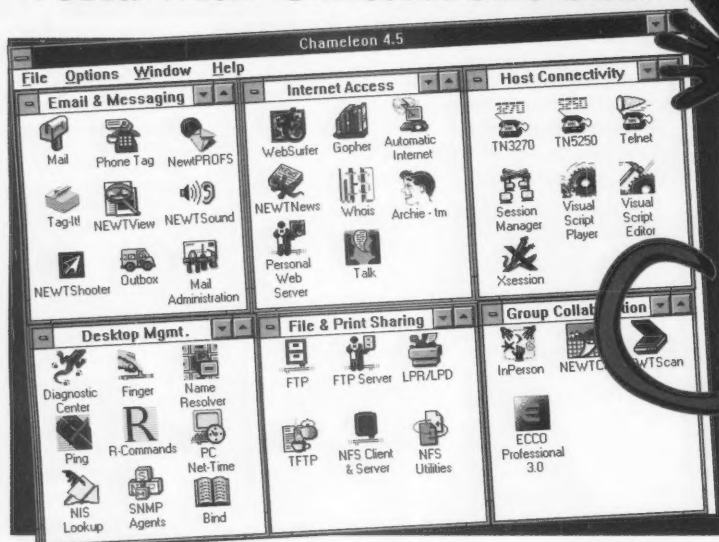 Chameleon 4.5
File Options Window Help
Email & Messaging
Mail
Phone Tag
NewtPROFS
Tag-It!
NEWTView
NEWTSound
NEWTShooter
Outbox
Mail
Administration
Internet Access
WebSurfer
Gopher
Automatic
Internet
NEWTNews
Whois
Archie - tm
Personal
Web
Server
Talk
Host Connectivity
3270
5250
TN3270
TN5250
Telnet
Session
Manager
Visual
Script
Player
Visual
Script
Editor
Xsession
Desktop Mgmt.
Diagnostic
Center
Finger
Name
Resolver
Ping
R
R-Commands
PC
Net-Time
NIS
Lookup
SNMP
Agents
Bind
File & Print Sharing
FTP
FTP Server
LPR/LPD
TFTP
NFS Client
& Server
NFS
Utilities
Group
InPerson
ECCO
Professional
3.0